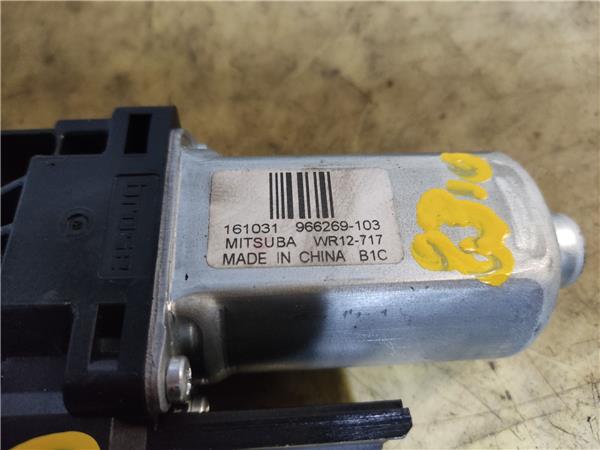 161031 966269-103
MITSUBA WR12-717
MADE IN CHINA B1C